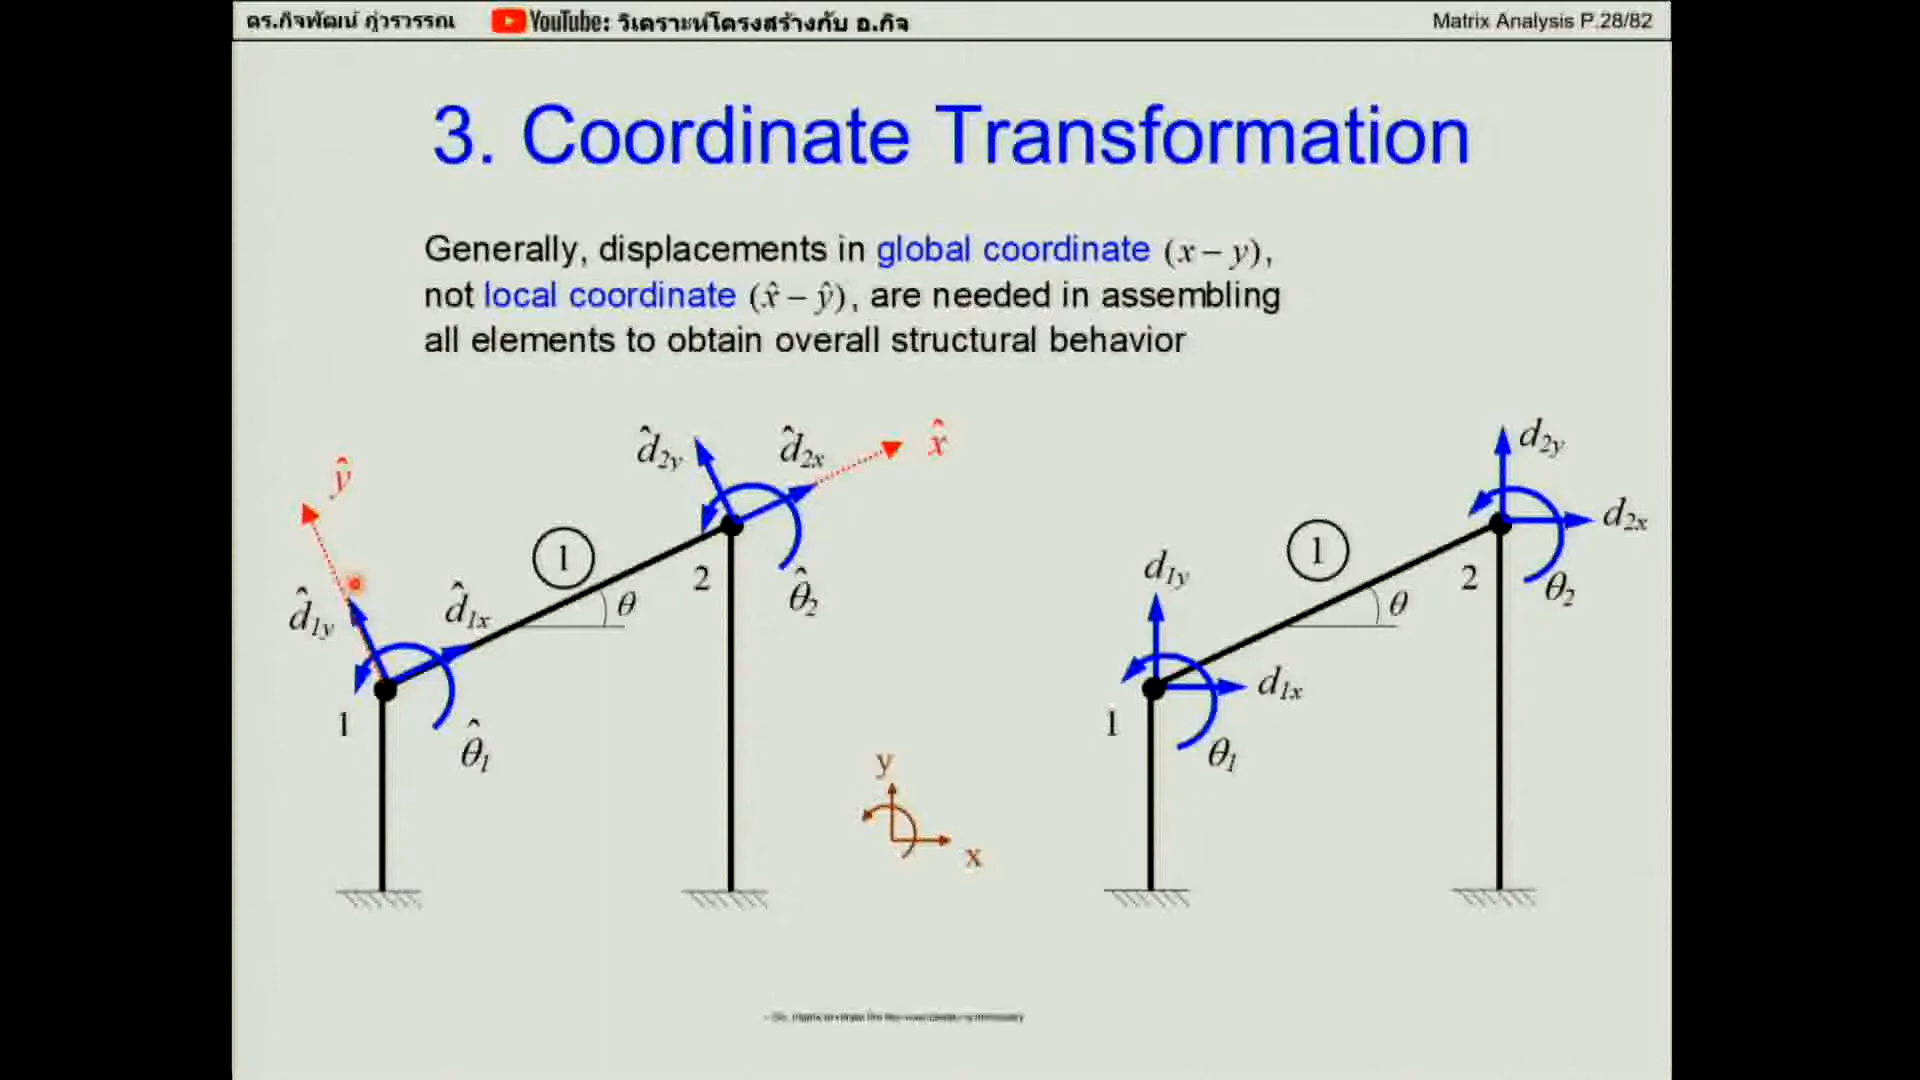 ดร.กิจพัฒน์ ภู่วรวรรณ
YouTube: วิเคราะห์โครงสร้างกับ อ.กิจ
Matrix Analysis P.28/82
3. Coordinate Transformation
Generally, displacements in global coordinate (x – y),
not local coordinate (x̂ – ŷ), are needed in assembling
all elements to obtain overall structural behavior
ŷ
d̂1y
d̂1x
1
θ̂1
1
θ
d̂2y
d̂2x
x̂
2
θ̂2
y
x
d1y
d1x
1
θ1
1
θ
d2y
d2x
2
θ2